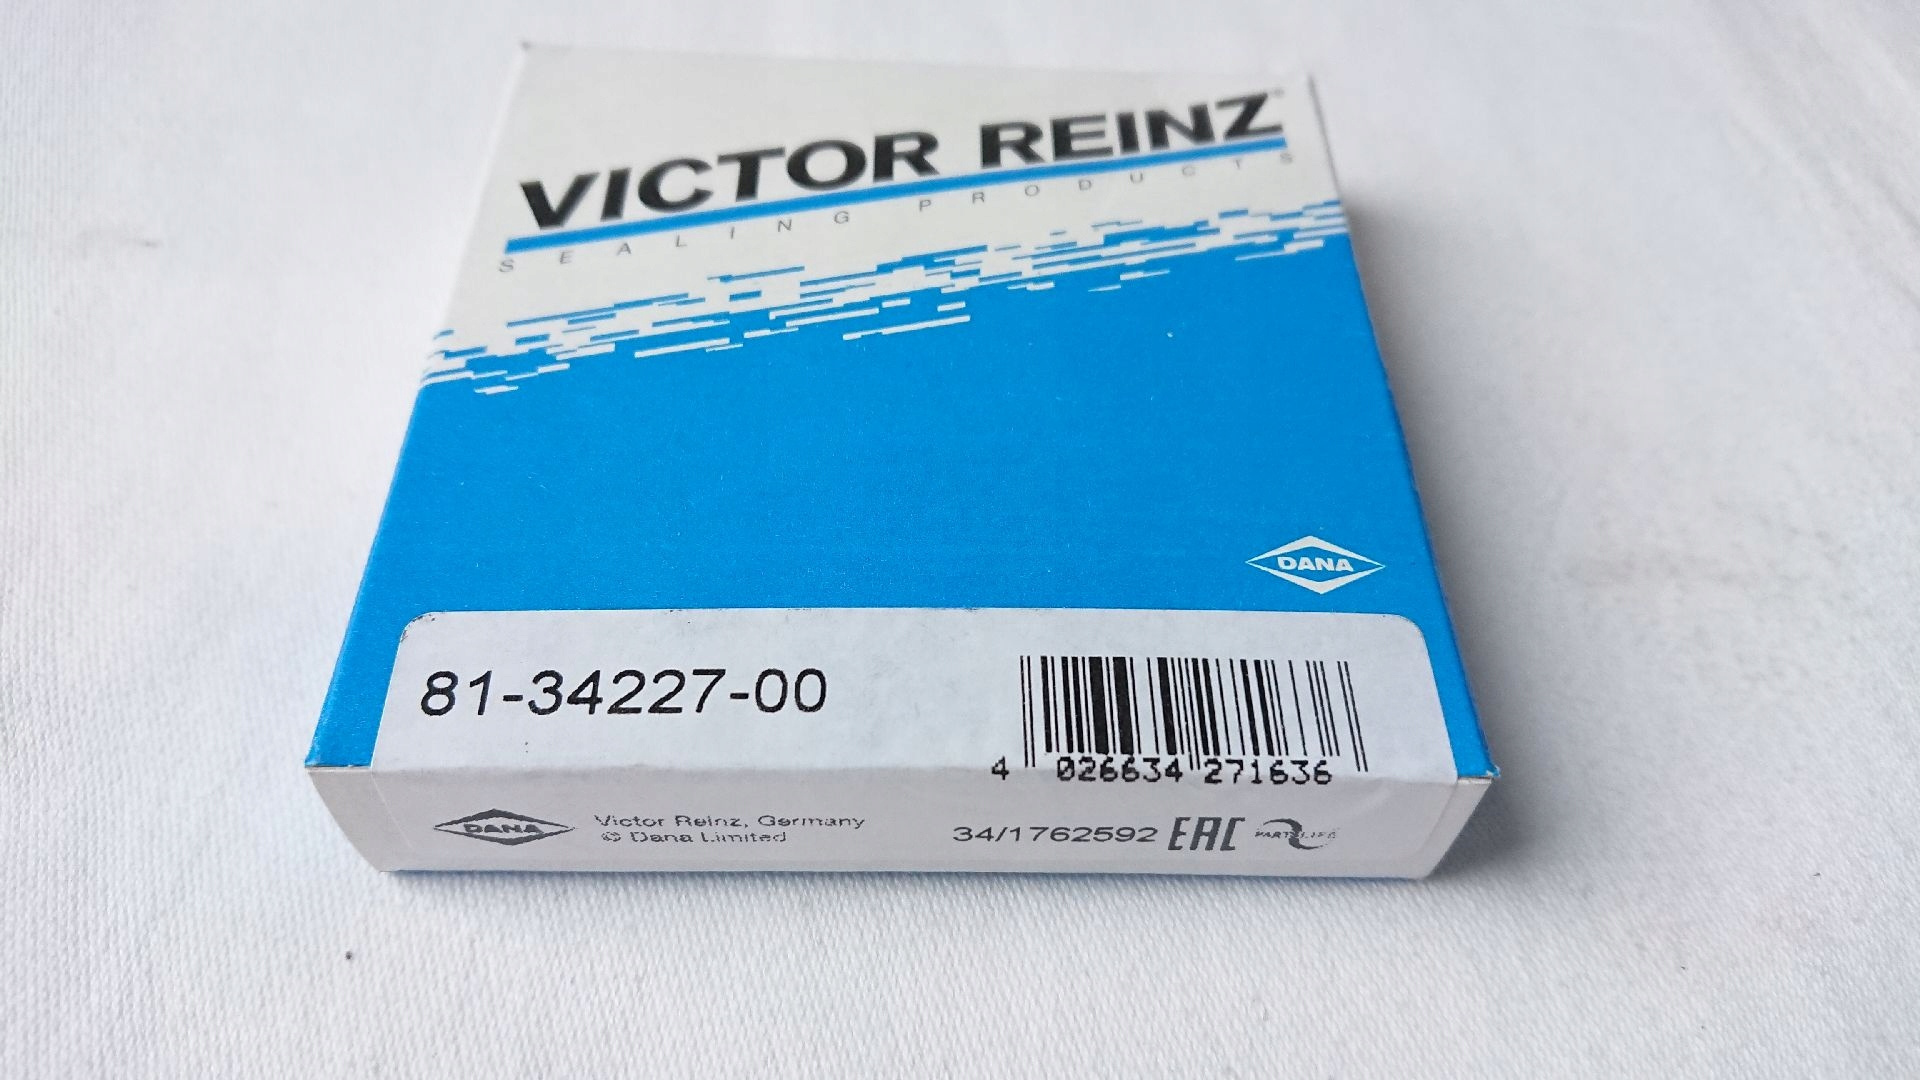 VICTOR REINZ
SEALING PRODUCTS
DANA
81-34227-00
4 026634 271636
DANA
Victor Reinz, Germany
© Dana Limited
34/1762592 EAC PARTSLIFE